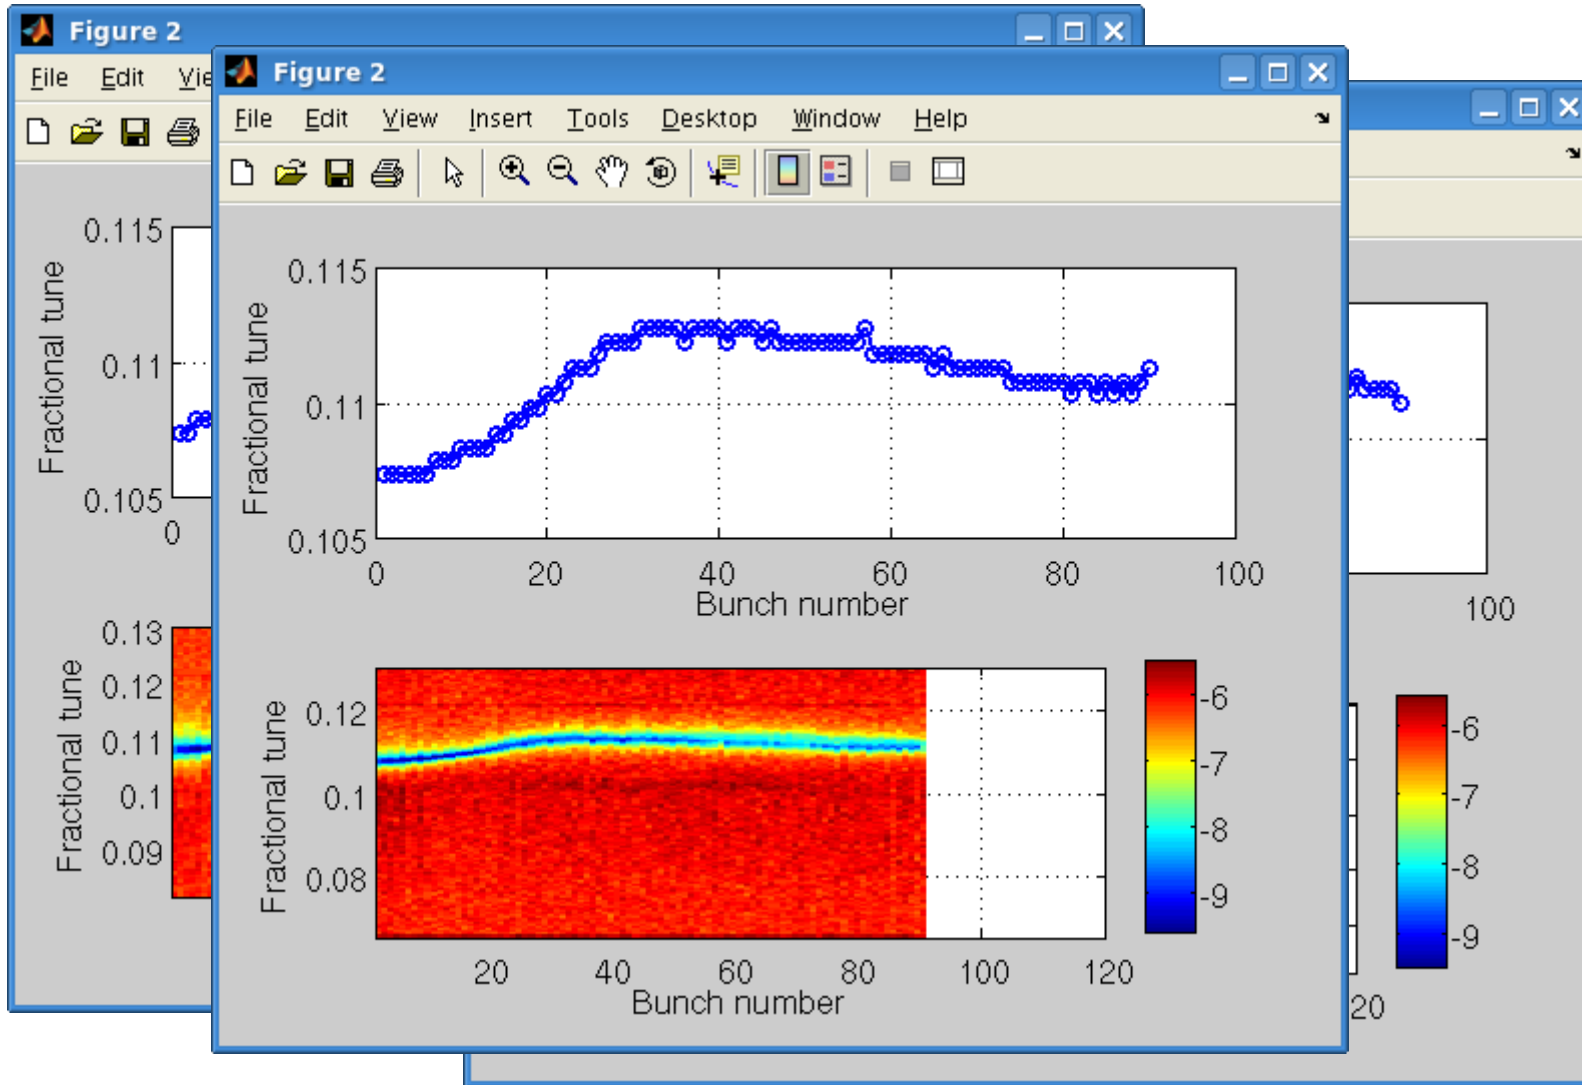 Figure 2
File Edit Vie
0.115
0.11
0.105
0
Fractional tune
0.13
0.12
0.11
0.1
0.09
Fractional tune
Figure 2
File Edit View Insert Tools Desktop Window Help
0.115
0.11
0.105
Fractional tune
0 20 40 60 80 100
Bunch number
0.12
0.1
0.08
Fractional tune
20 40 60 80 100 120
Bunch number
-6
-7
-8
-9
100
-6
-7
-8
-9
20